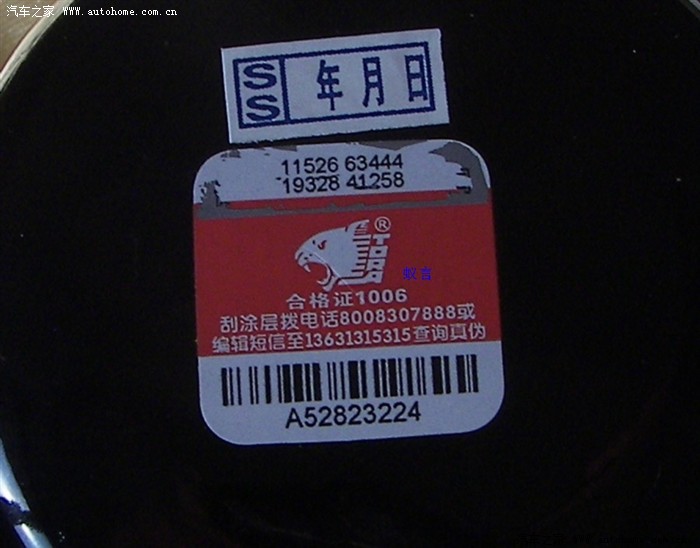 汽车之家 www.autohome.com.cn
SS 年月日
11526 63444
19328 41258
TORA®
蚁言
合格证1006
刮涂层拨电话8008307888或
编辑短信至13631315315查询真伪
A52823224